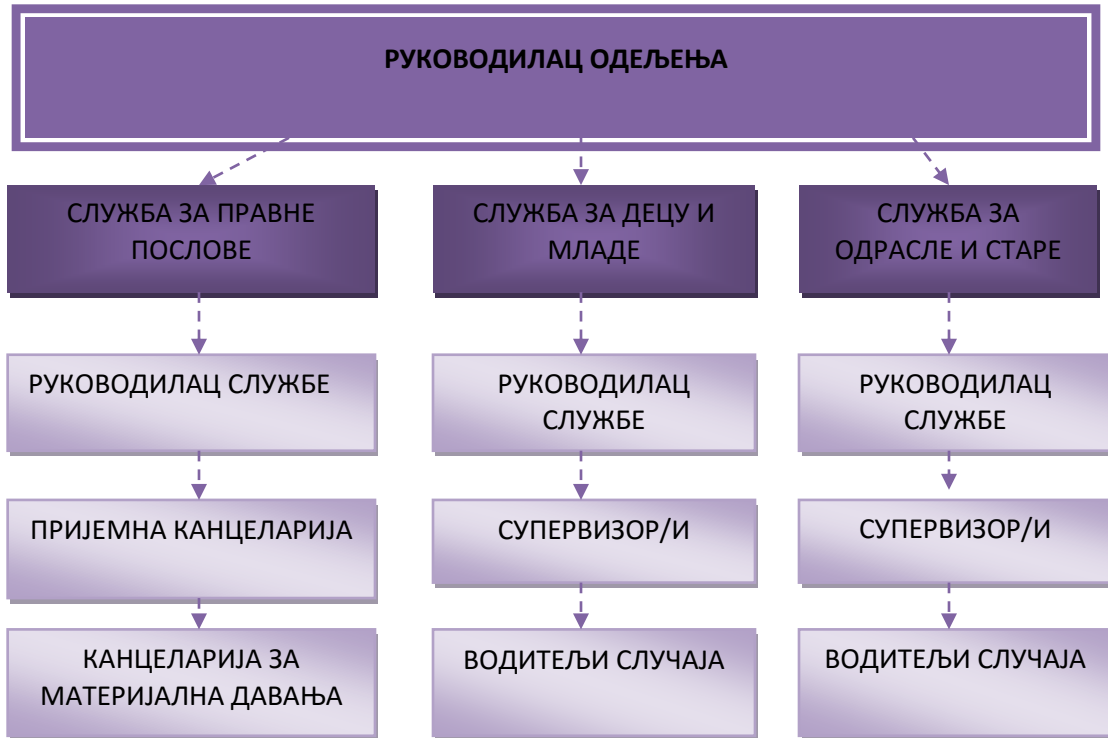 РУКОВОДИЛАЦ ОДЕЉЕЊА
СЛУЖБА ЗА ПРАВНЕ
ПОСЛОВЕ
СЛУЖБА ЗА ДЕЦУ И
МЛАДЕ
СЛУЖБА ЗА
ОДРАСЛЕ И СТАРЕ
РУКОВОДИЛАЦ СЛУЖБЕ
РУКОВОДИЛАЦ
СЛУЖБЕ
РУКОВОДИЛАЦ
СЛУЖБЕ
ПРИЈЕМНА КАНЦЕЛАРИЈА
СУПЕРВИЗОР/И
СУПЕРВИЗОР/И
КАНЦЕЛАРИЈА ЗА
МАТЕРИЈАЛНА ДАВАЊА
ВОДИТЕЉИ СЛУЧАЈА
ВОДИТЕЉИ СЛУЧАЈА